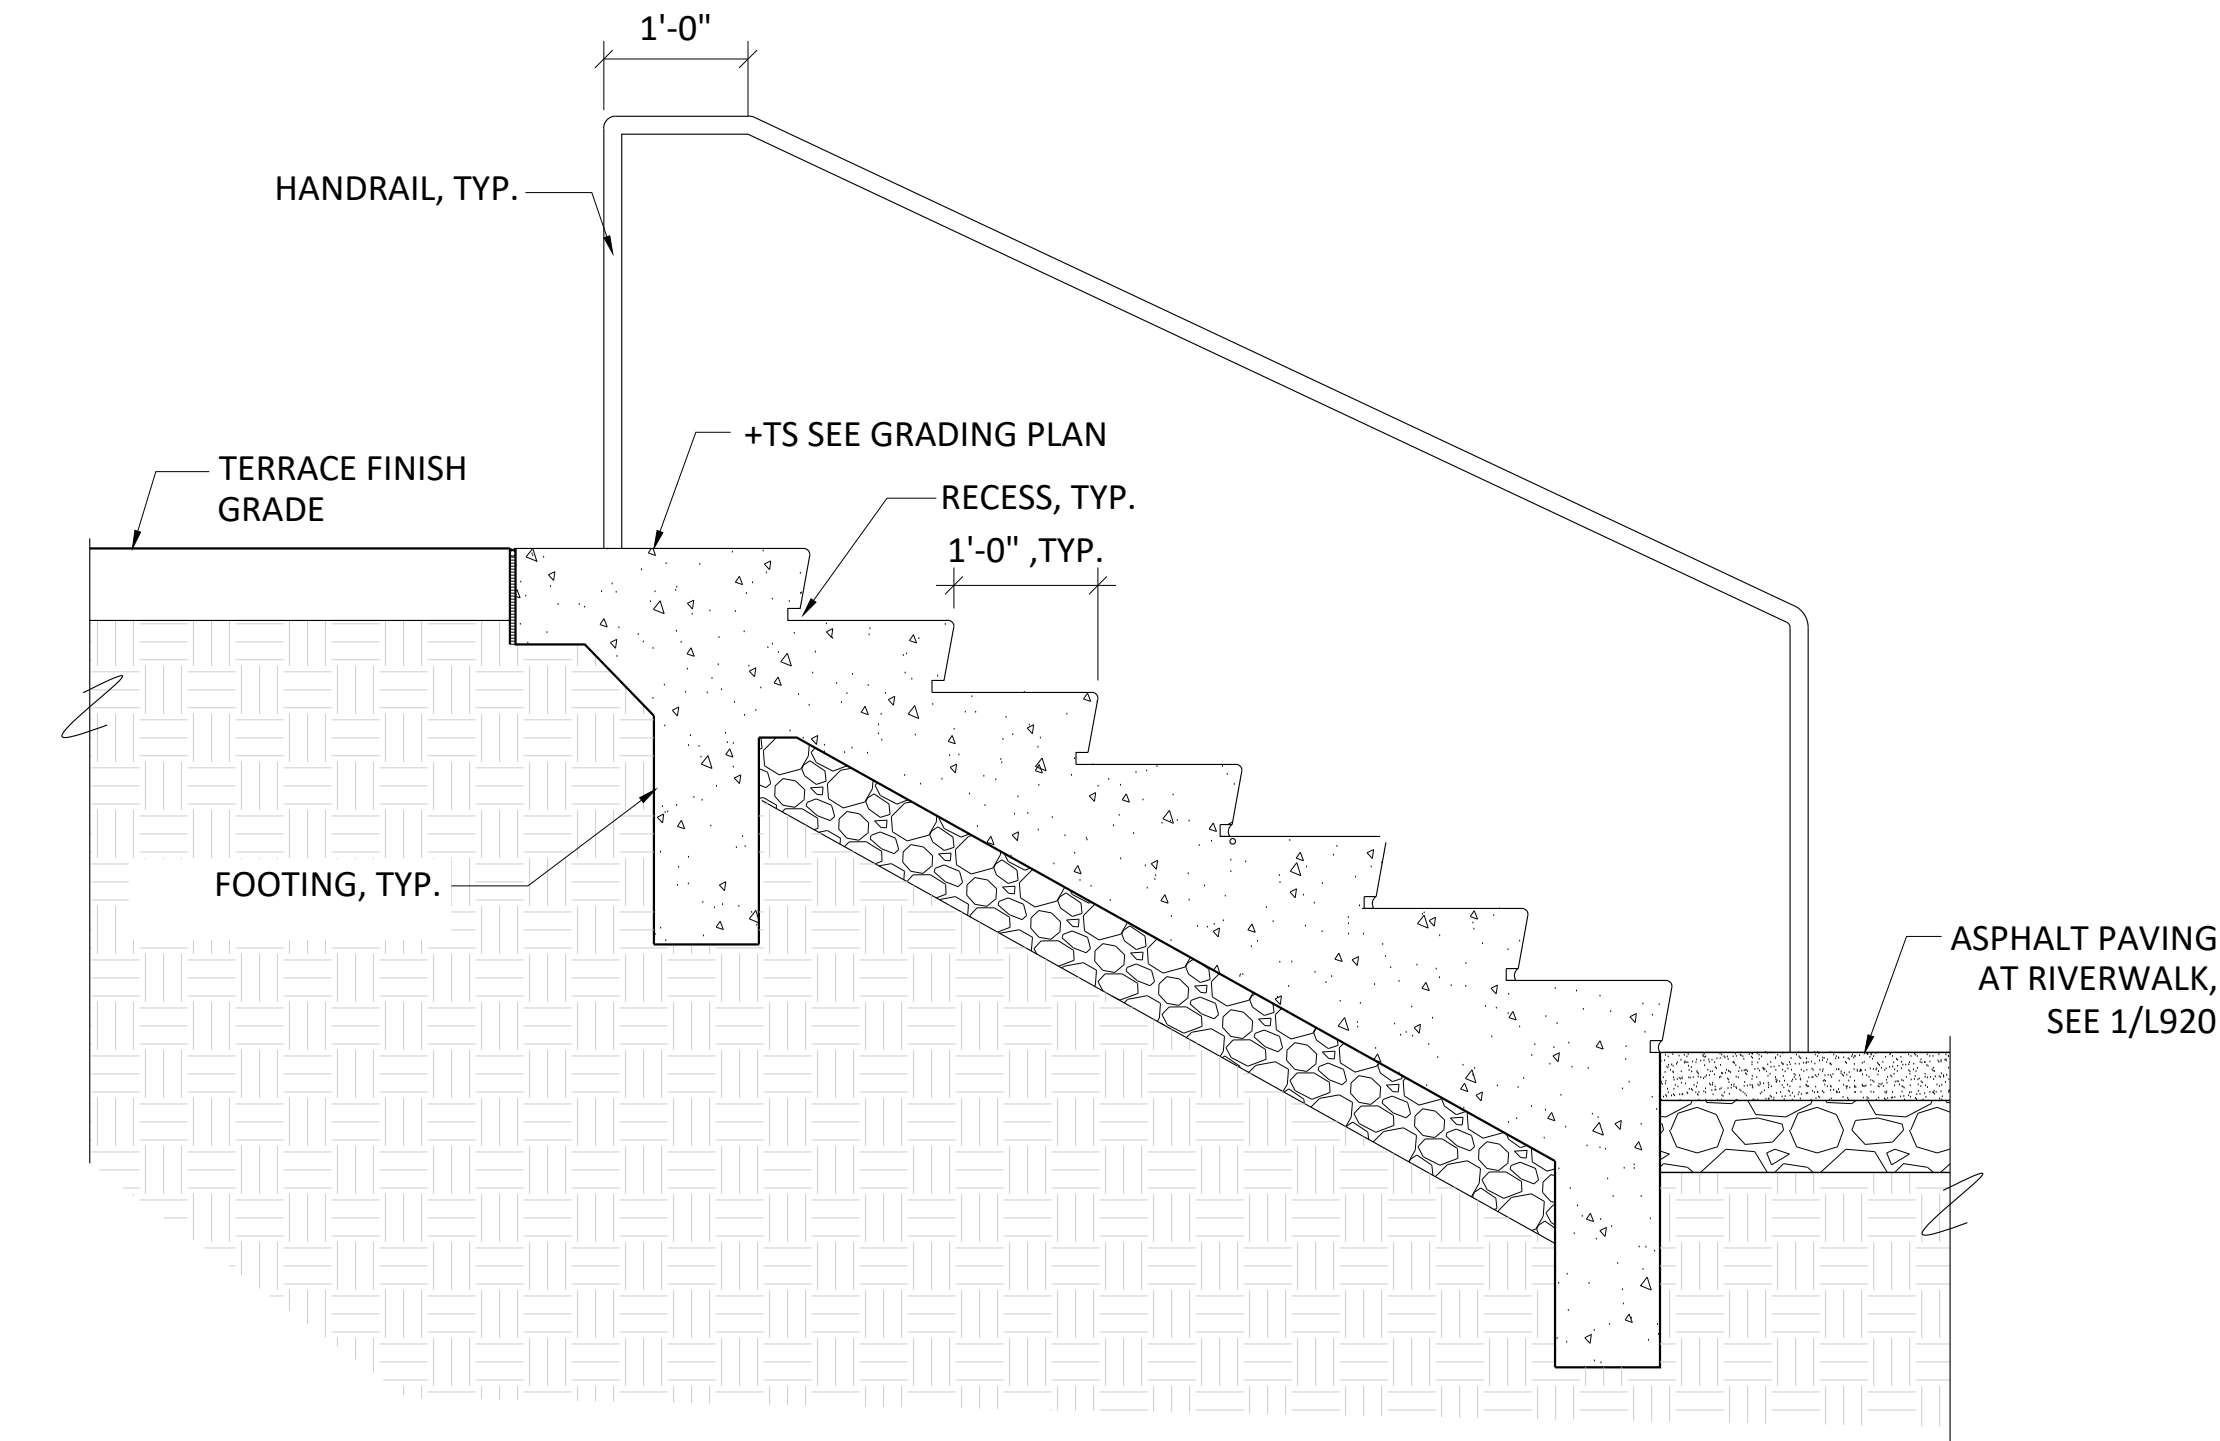 1'-0"
HANDRAIL, TYP.
+TS SEE GRADING PLAN
TERRACE FINISH
GRADE
RECESS, TYP.
1'-0" ,TYP.
FOOTING, TYP.
ASPHALT PAVING
AT RIVERWALK,
SEE 1/L920